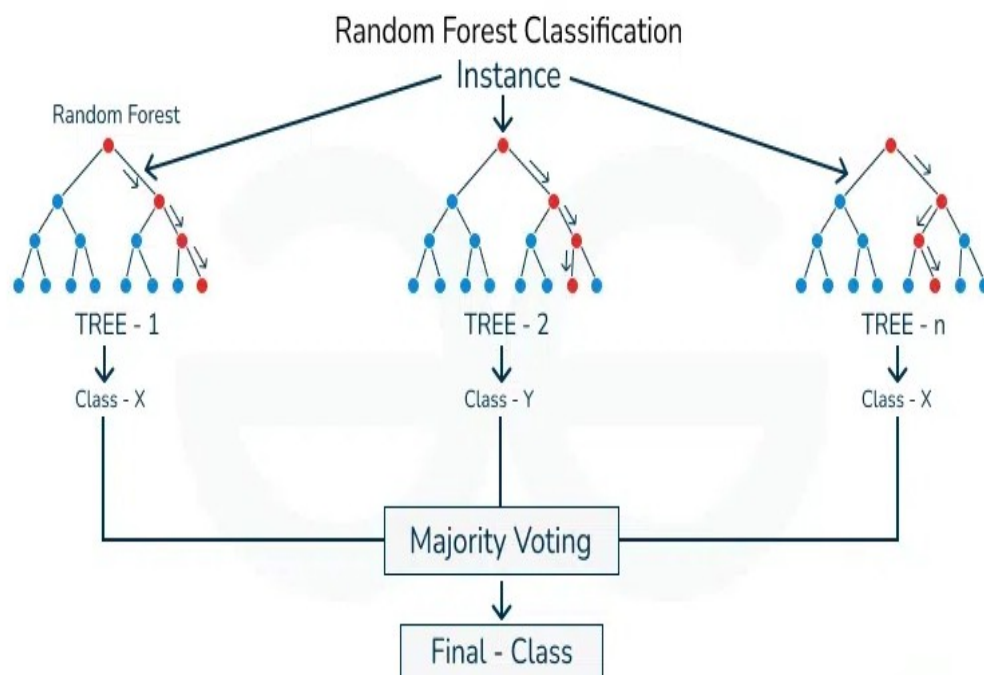 Random Forest Classification
Instance
Random Forest
TREE - 1
TREE - 2
TREE - n
Class - X
Class - Y
Class - X
Majority Voting
Final - Class